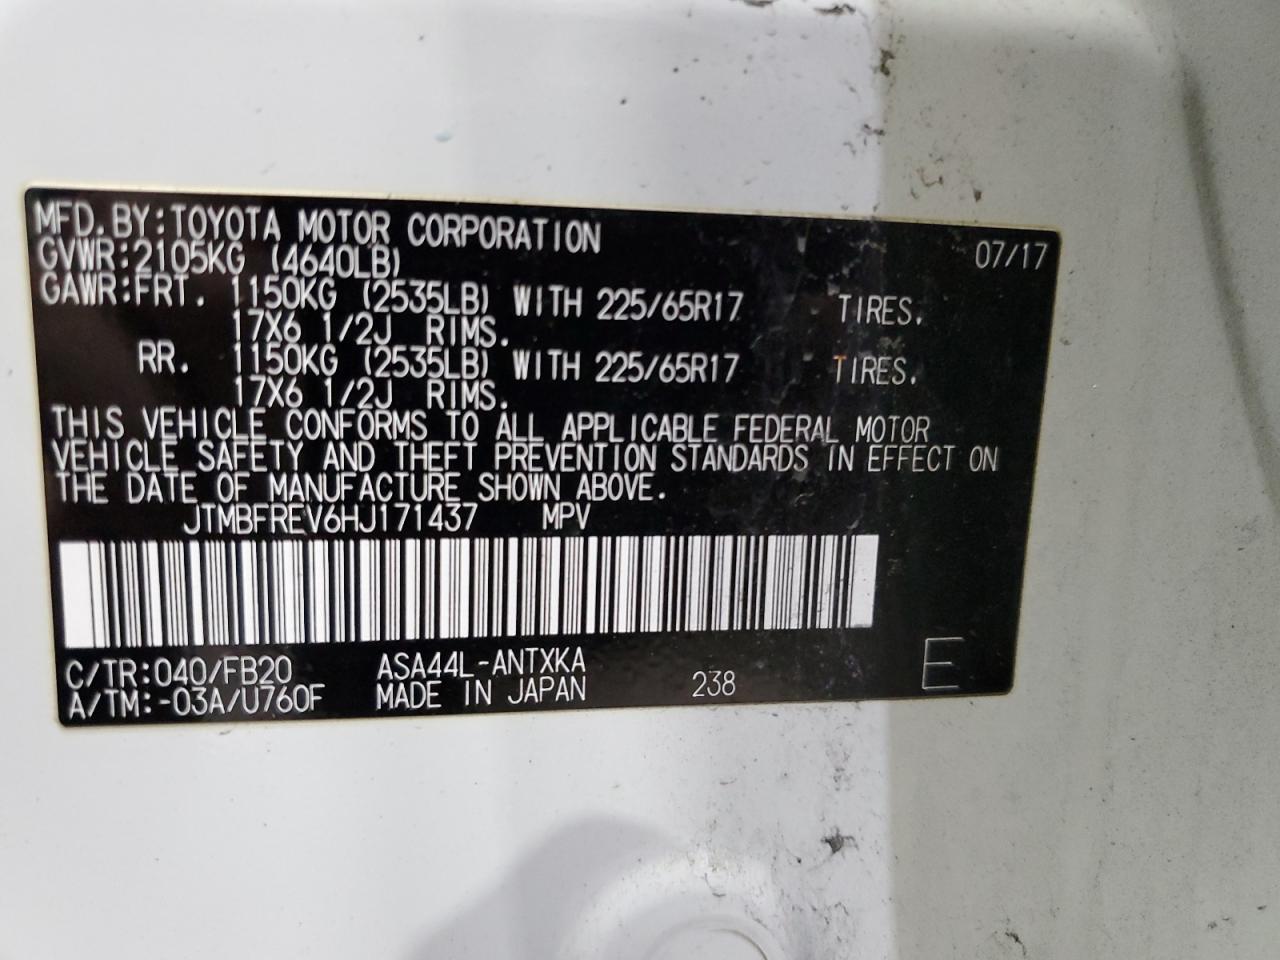 MFD.BY:TOYOTA MOTOR CORPORATION 07/17
GVWR:2105KG (4640LB)
GAWR:FRT. 1150KG (2535LB) WITH 225/65R17 TIRES.
17X6 1/2J RIMS.
RR. 1150KG (2535LB) WITH 225/65R17 TIRES.
17X6 1/2J RIMS.
THIS VEHICLE CONFORMS TO ALL APPLICABLE FEDERAL MOTOR
VEHICLE SAFETY AND THEFT PREVENTION STANDARDS IN EFFECT ON
THE DATE OF MANUFACTURE SHOWN ABOVE.
JTMBFREV6HJ171437 MPV
C/TR:040/FB20 ASA44L-ANTXKA
A/TM:-03A/U760F MADE IN JAPAN 238 E